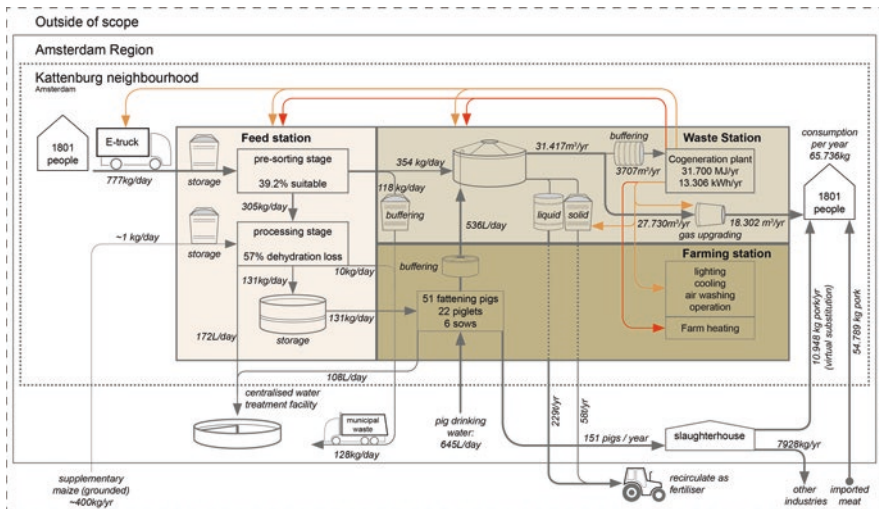 Outside of scope
Amsterdam Region
Kattenburg neighbourhood
Amsterdam
1801
people
E-truck
777kg/day
storage
Feed station
pre-sorting stage
39.2% suitable
305kg/day
~1 kg/day
storage
processing stage
57% dehydration loss
131kg/day
storage
172L/day
354 kg/day
118 kg/day
buffering
10kg/day
131kg/day
Waste Station
31.417m³/yr
buffering
3707m³/yr
Cogeneration plant
31.700 MJ/yr
13.306 kWh/yr
536L/day
liquid
solid
27.730m³/yr
gas upgrading
18.302 m³/yr
consumption
per year
65.736kg
1801
people
buffering
51 fattening pigs
22 piglets
6 sows
Farming station
lighting
cooling
air washing
operation
Farm heating
108L/day
centralised water
treatment facility
municipal
waste
128kg/day
pig drinking
water:
645L/day
229t/yr
58t/yr
151 pigs / year
slaughterhouse
7928kg/yr
10.948 kg pork/yr
(virtual substitution)
54.789 kg pork
supplementary
maize (grounded)
~400kg/yr
recirculate as
fertiliser
other
industries
imported
meat